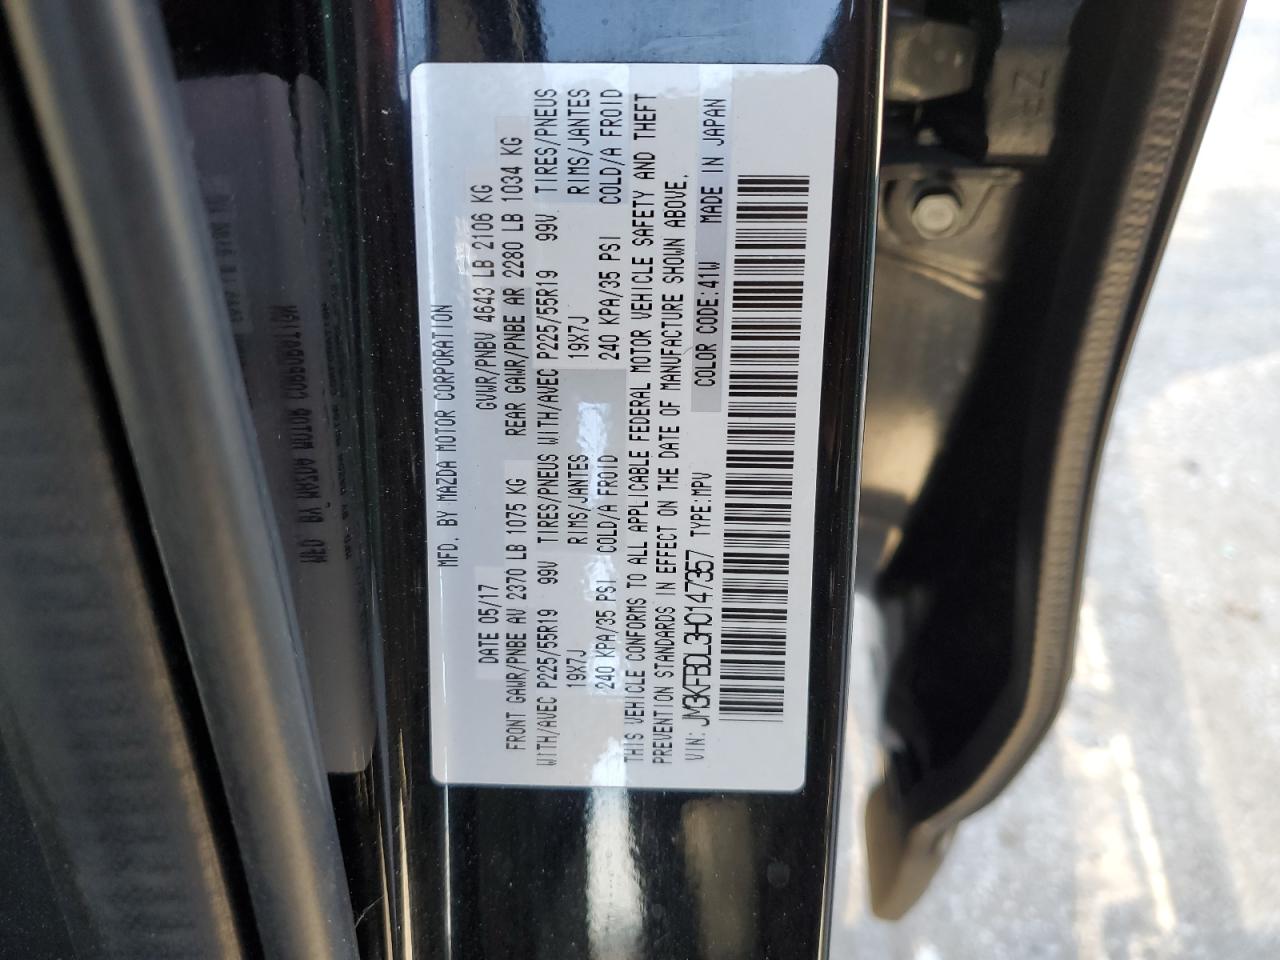 MFD. BY MAZDA MOTOR CORPORATION
DATE 05/17 GVWR/PNBV 4643 LB 2106 KG
FRONT GAWR/PNBE AV 2370 LB 1075 KG REAR GAWR/PNBE AR 2280 LB 1034 KG
WITH/AVEC P225/55R19 99V TIRES/PNEUS WITH/AVEC P225/55R19 99V TIRES/PNEUS
19X7J RIMS/JANTES 19X7J RIMS/JANTES
240 KPA/35 PSI COLD/A FROID 240 KPA/35 PSI COLD/A FROID
THIS VEHICLE CONFORMS TO ALL APPLICABLE FEDERAL MOTOR VEHICLE SAFETY AND THEFT
PREVENTION STANDARDS IN EFFECT ON THE DATE OF MANUFACTURE SHOWN ABOVE.
VIN: JM3KFBDL3H0147357 TYPE:MPV COLOR CODE:41W MADE IN JAPAN